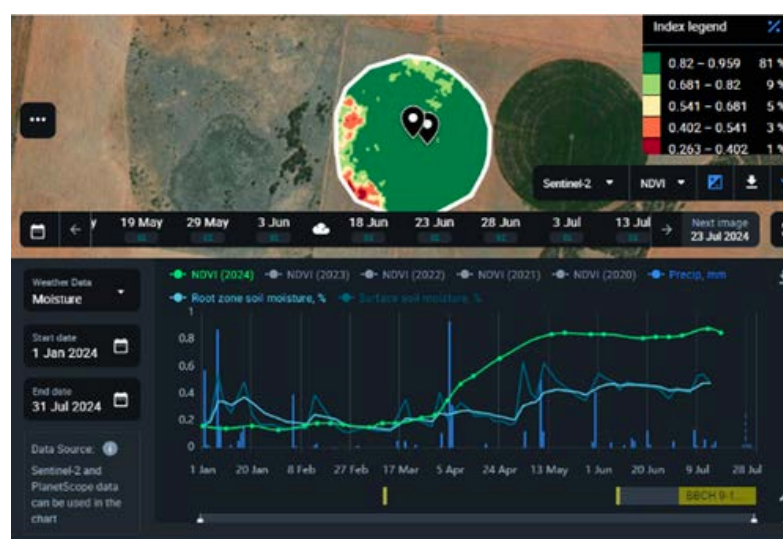 Index legend
0.82 – 0.959 81 %
0.681 – 0.82 9 %
0.541 – 0.681 5
0.402 – 0.541 3 %
0.263 – 0.402 1 %
Sentinel-2 NDVI
19 May 29 May 3 Jun 18 Jun 23 Jun 28 Jun 3 Jul 13 Jul
Next image
23 Jul 2024
Weather Data
Moisture
Start date
1 Jan 2024
End date
31 Jul 2024
Data Source:
Sentinel-2 and
PlanetScope data
can be used in the
chart
NDVI (2024) NDVI (2023) NDVI (2022) NDVI (2021) NDVI (2020) Precip, mm
Root zone soil moisture, % Surface soil moisture, %
1
0.8
0.6
0.4
0.2
0
1 Jan 20 Jan 8 Feb 27 Feb 17 Mar 5 Apr 24 Apr 13 May 1 Jun 20 Jun 9 Jul 28 Jul
BBCH 9-1...